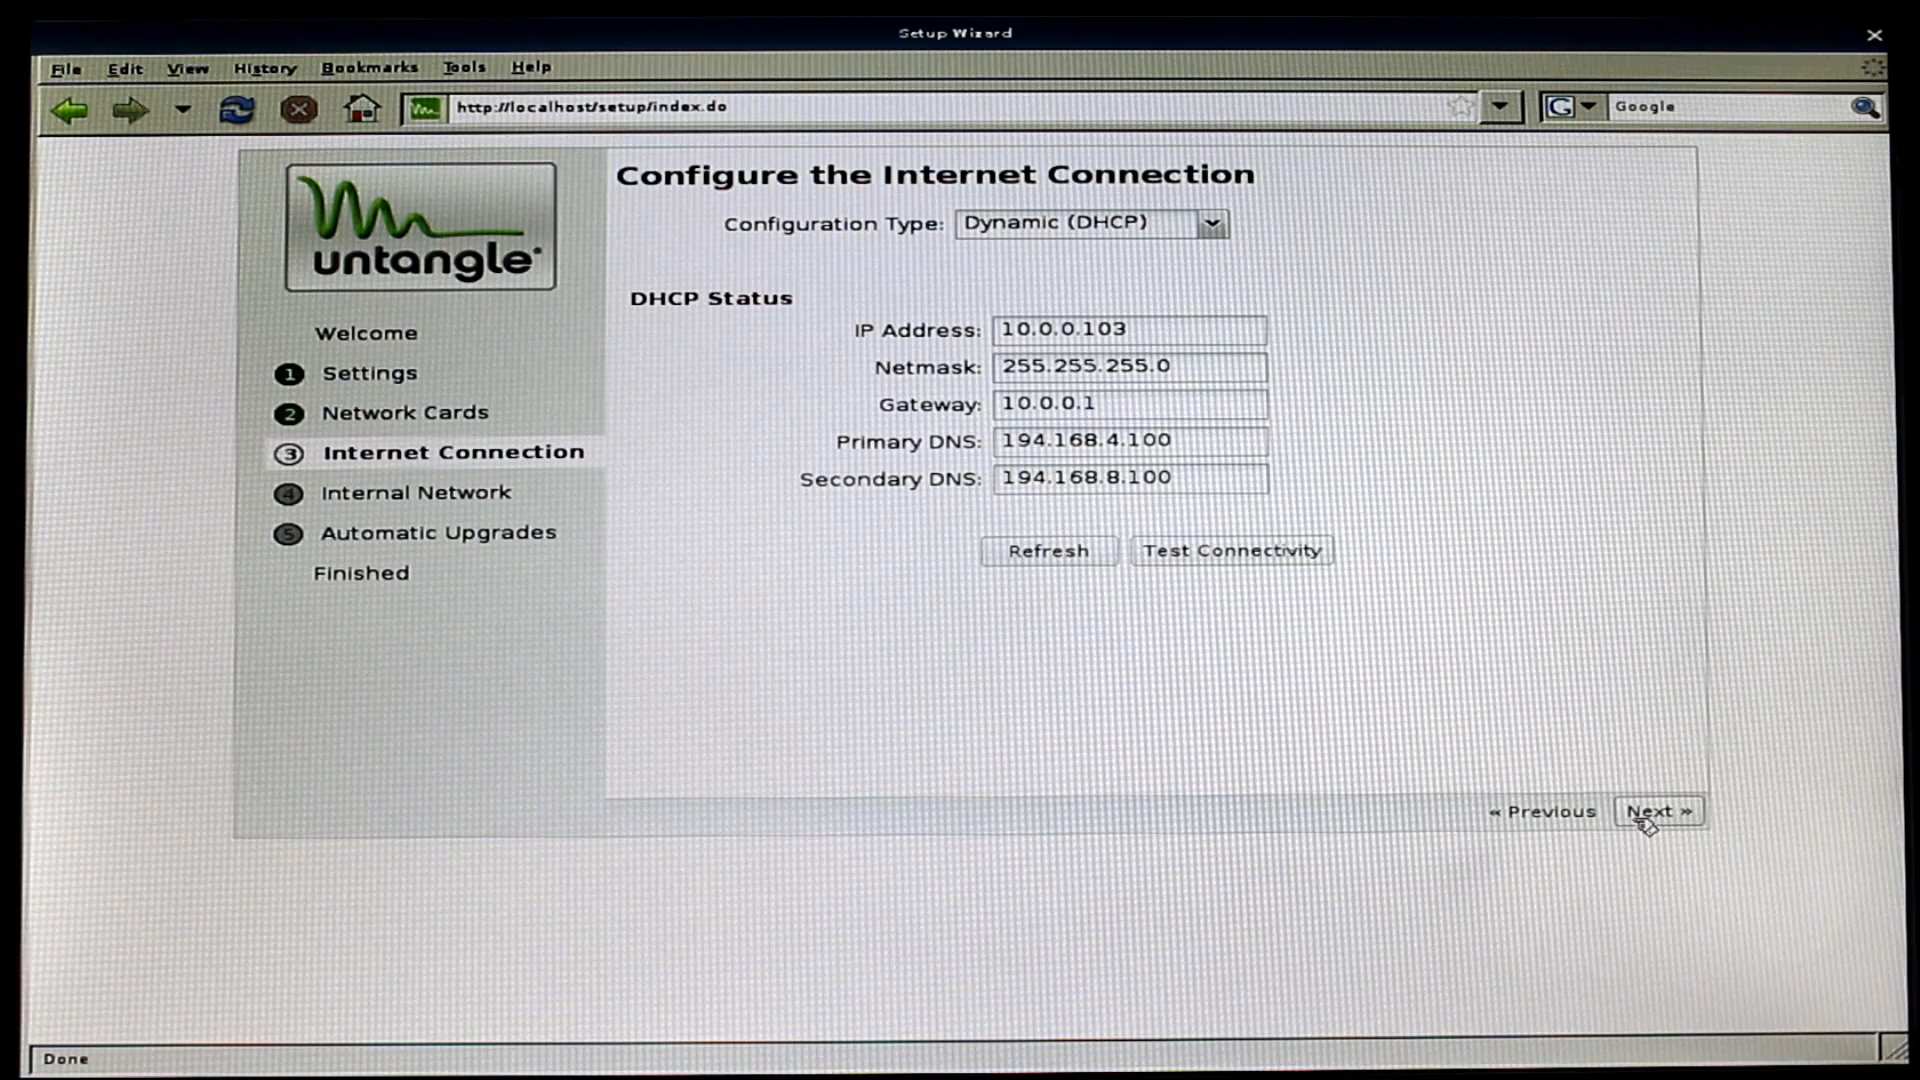 Setup Wizard
File Edit View History Bookmarks Tools Help
http://localhost/setup/index.do
G Google
untangle
Welcome
1 Settings
2 Network Cards
3 Internet Connection
4 Internal Network
5 Automatic Upgrades
Finished
Configure the Internet Connection
Configuration Type: Dynamic (DHCP)
DHCP Status
IP Address: 10.0.0.103
Netmask: 255.255.255.0
Gateway: 10.0.0.1
Primary DNS: 194.168.4.100
Secondary DNS: 194.168.8.100
Refresh Test Connectivity
« Previous Next »
Done